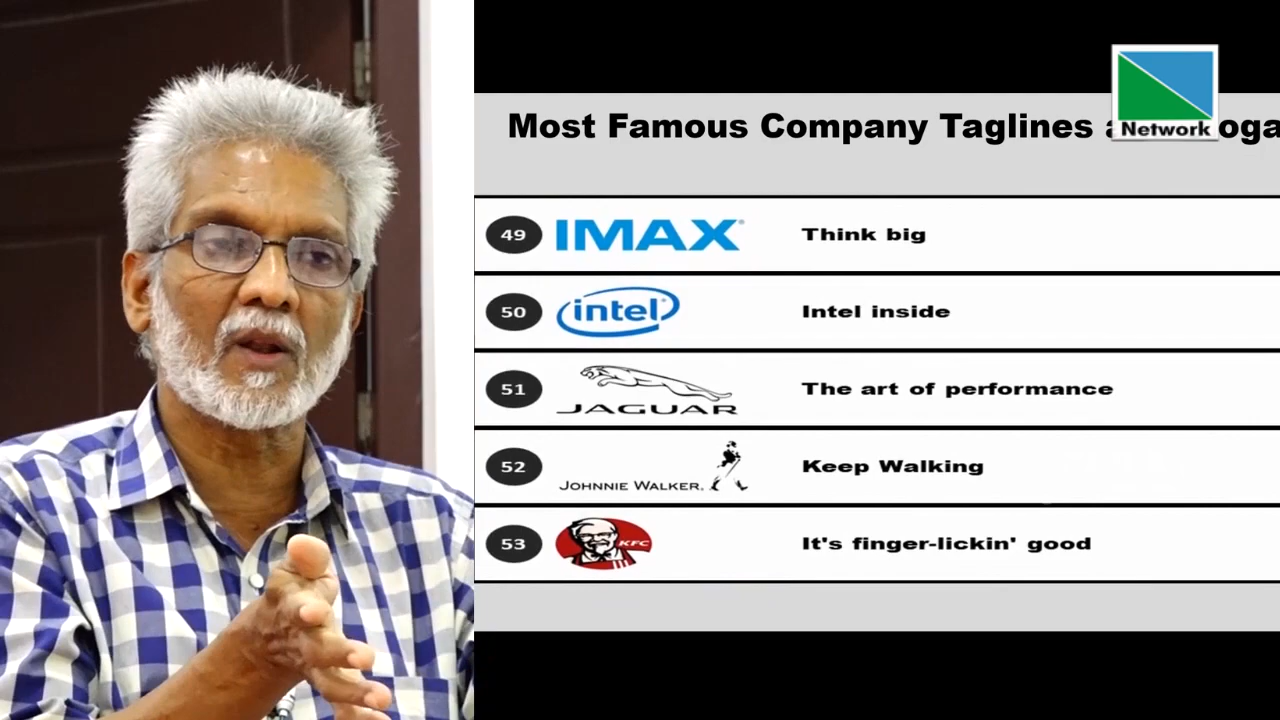 Network
Most Famous Company Taglines
49 IMAX Think big
50 intel Intel inside
51 JAGUAR The art of performance
52 JOHNNIE WALKER. Keep Walking
53 KFC It's finger-lickin' good